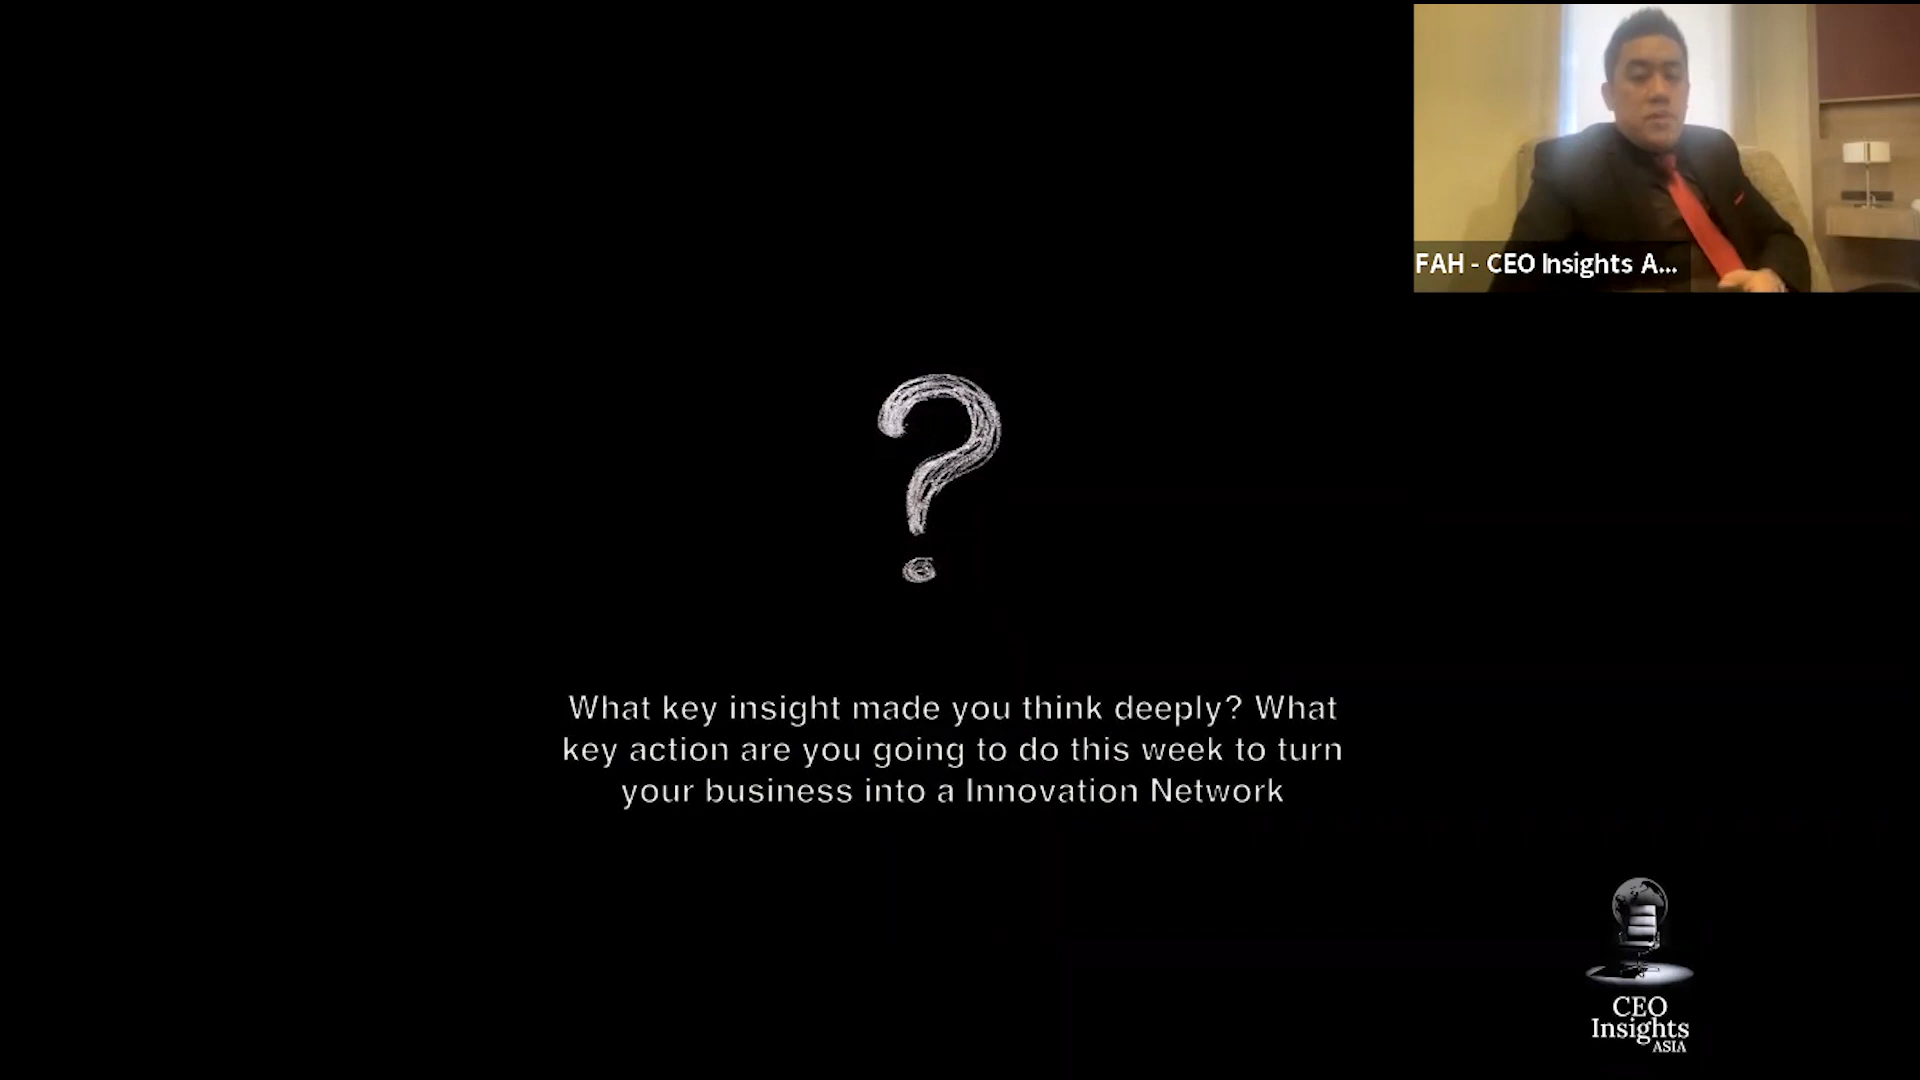 FAH - CEO Insights A...
?
What key insight made you think deeply? What
key action are you going to do this week to turn
your business into a Innovation Network
CEO
Insights
ASIA